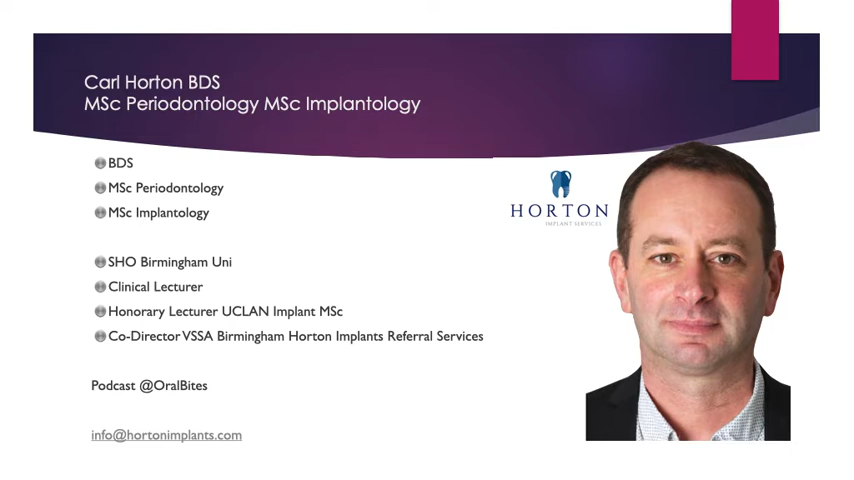 Carl Horton BDS
MSc Periodontology MSc Implantology
BDS
MSc Periodontology
MSc Implantology
HORTON
IMPLANT SERVICES
SHO Birmingham Uni
Clinical Lecturer
Honorary Lecturer UCLAN Implant MSc
Co-Director VSSA Birmingham Horton Implants Referral Services
Podcast @OralBites
info@hortonimplants.com